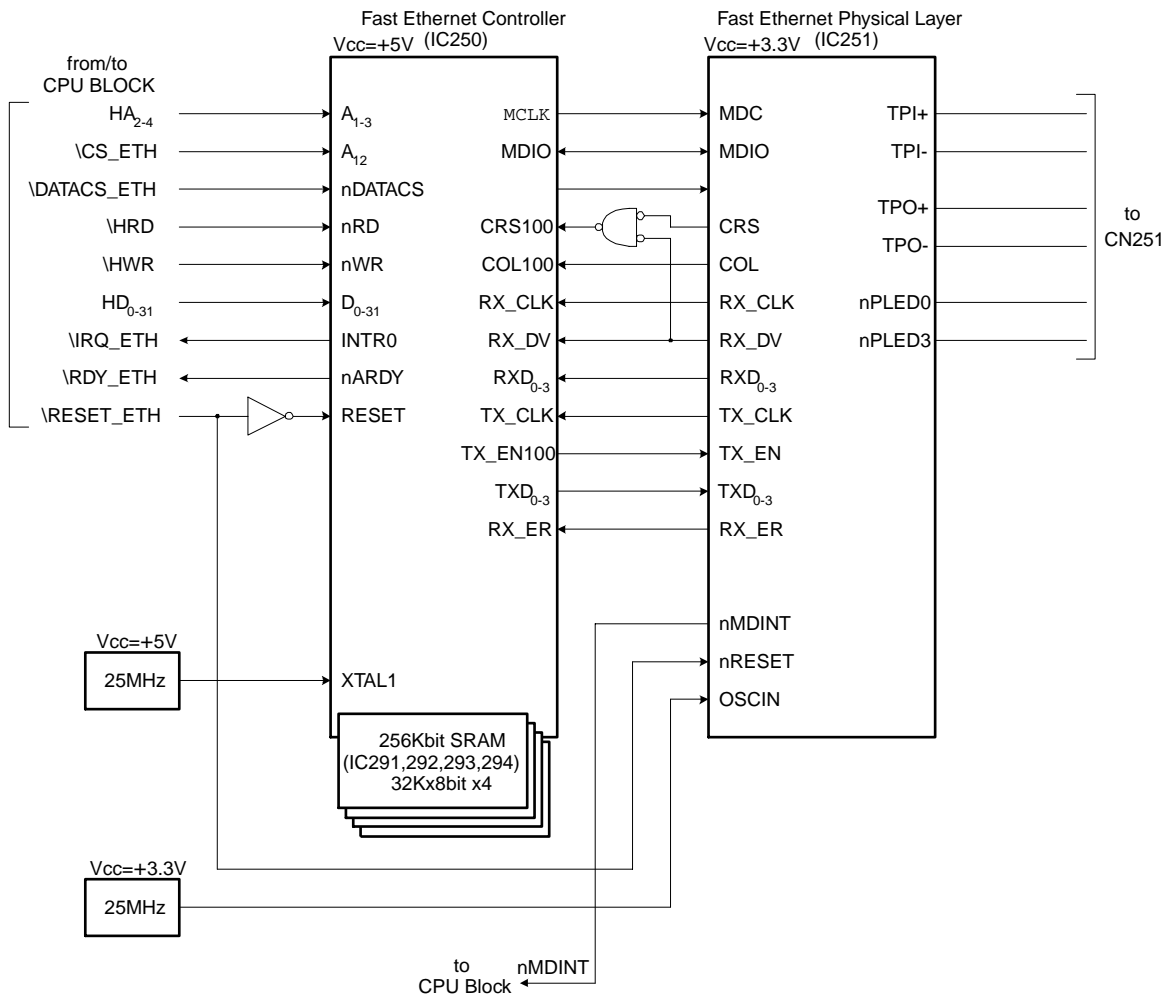 Fast Ethernet Controller
(IC250)
Vcc=+5V
Fast Ethernet Physical Layer
(IC251)
Vcc=+3.3V
from/to
CPU BLOCK
HA2-4
\CS_ETH
\DATACS_ETH
\HRD
\HWR
HD0-31
\IRQ_ETH
\RDY_ETH
\RESET_ETH
A1-3
A12
nDATACS
nRD
nWR
D0-31
INTR0
nARDY
RESET
XTAL1
MCLK
MDIO
CRS100
COL100
RX_CLK
RX_DV
RXD0-3
TX_CLK
TX_EN100
TXD0-3
RX_ER
MDC
MDIO
CRS
COL
RX_CLK
RX_DV
RXD0-3
TX_CLK
TX_EN
TXD0-3
RX_ER
nMDINT
nRESET
OSCIN
TPI+
TPI-
TPO+
TPO-
nPLED0
nPLED3
to
CN251
Vcc=+5V
25MHz
256Kbit SRAM
(IC291,292,293,294)
32Kx8bit x4
Vcc=+3.3V
25MHz
to
CPU Block
nMDINT